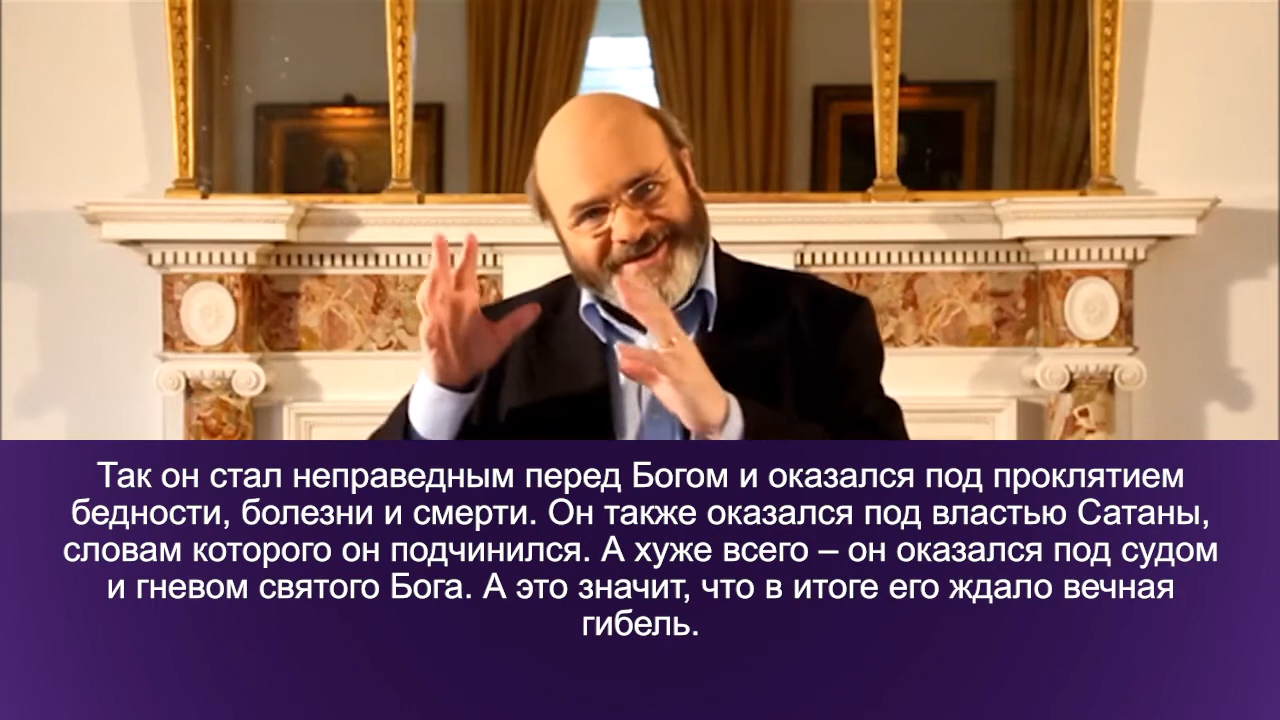 Так он стал неправедным перед Богом и оказался под проклятием
бедности, болезни и смерти. Он также оказался под властью Сатаны,
словам которого он подчинился. А хуже всего – он оказался под судом
и гневом святого Бога. А это значит, что в итоге его ждало вечная
гибель.